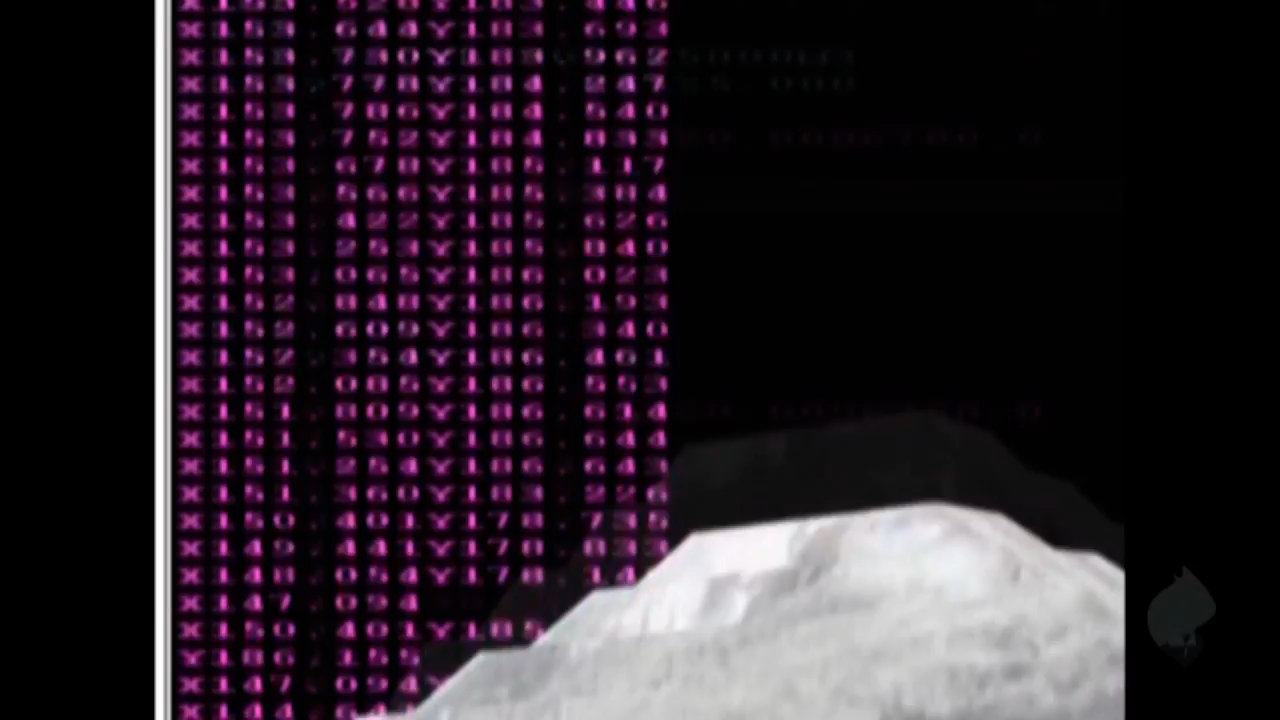 X153.644Y183.693
X153.730Y183.962
X153.778Y184.247
X153.786Y184.540
X153.752Y184.833
X153.678Y185.117
X153.566Y185.384
X153.422Y185.626
X153.253Y185.840
X153.065Y186.023
X152.848Y186.193
X152.609Y186.340
X152.354Y186.461
X152.085Y186.553
X151.809Y186.614
X151.530Y186.644
X151.254Y186.643
X151.360Y183.226
X150.401Y178.735
X149.441Y178.833
X148.054Y178.14
X147.094
X150.401Y185
Y186.155
X147.094Y